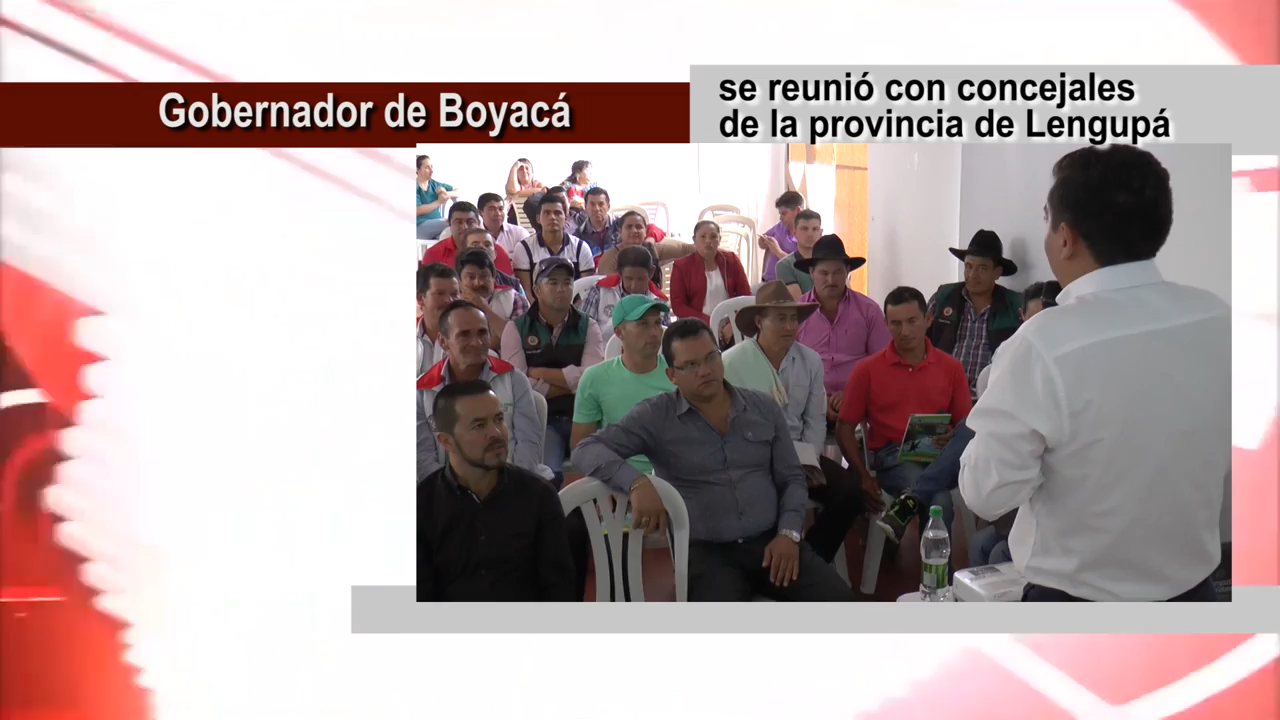 Gobernador de Boyacá
se reunió con concejales
de la provincia de Lengupá